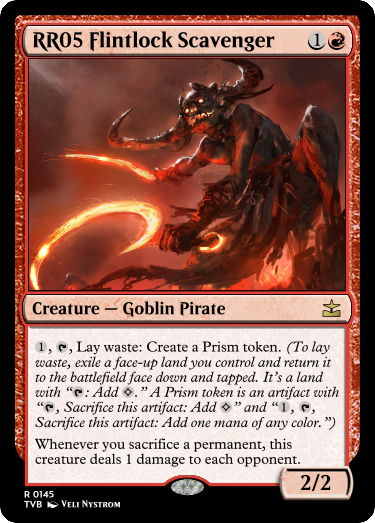 RR05 Flintlock Scavenger 1
Creature — Goblin Pirate
1, , Lay waste: Create a Prism token. (To lay
waste, exile a face-up land you control and return it
to the battlefield face down and tapped. It's a land
with “: Add .” A Prism token is an artifact with
“, Sacrifice this artifact: Add ” and “1, ,
Sacrifice this artifact: Add one mana of any color.”)
Whenever you sacrifice a permanent, this
creature deals 1 damage to each opponent.
2/2
R 0145
TVB Veli Nystrom